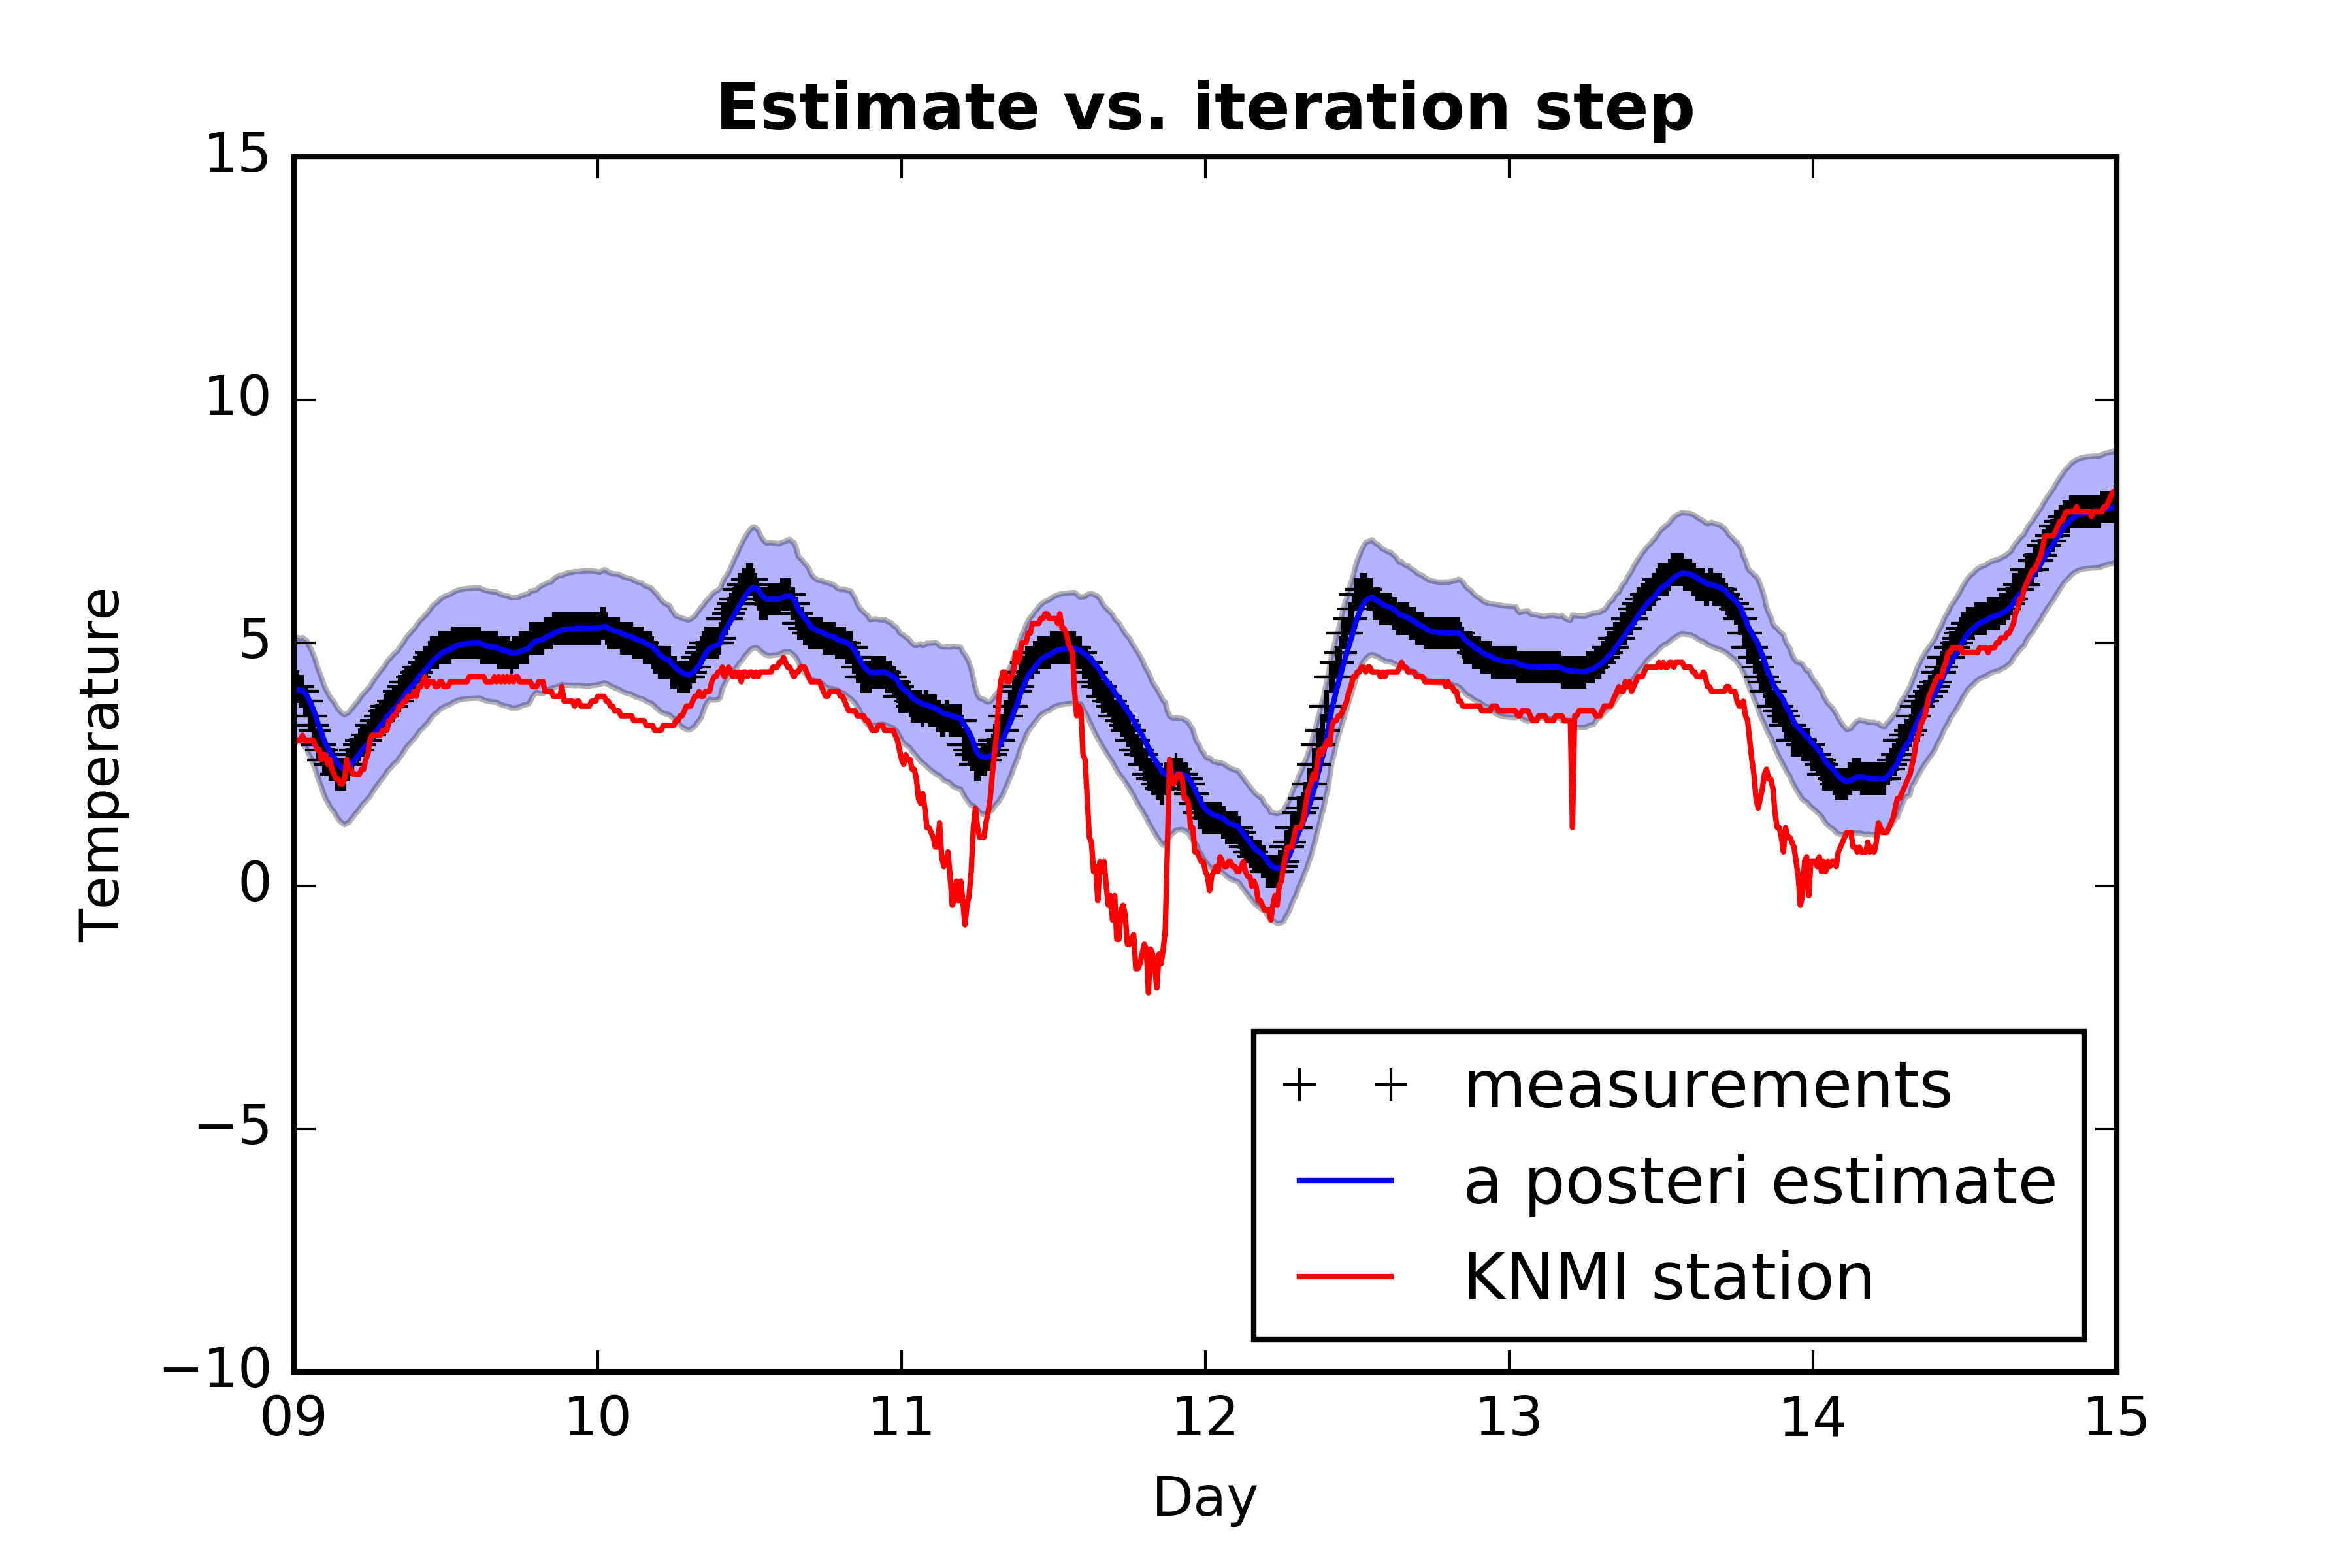 Estimate vs. iteration step
15
10
5
0
−5
−10
Temperature
measurements
a posteri estimate
KNMI station
09 10 11 12 13 14 15
Day